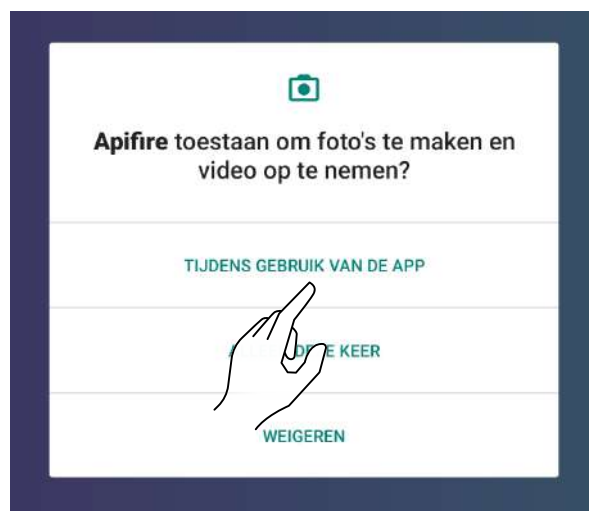 Apifire toestaan om foto's te maken en
video op te nemen?
TIJDENS GEBRUIK VAN DE APP
KEER
WEIGEREN